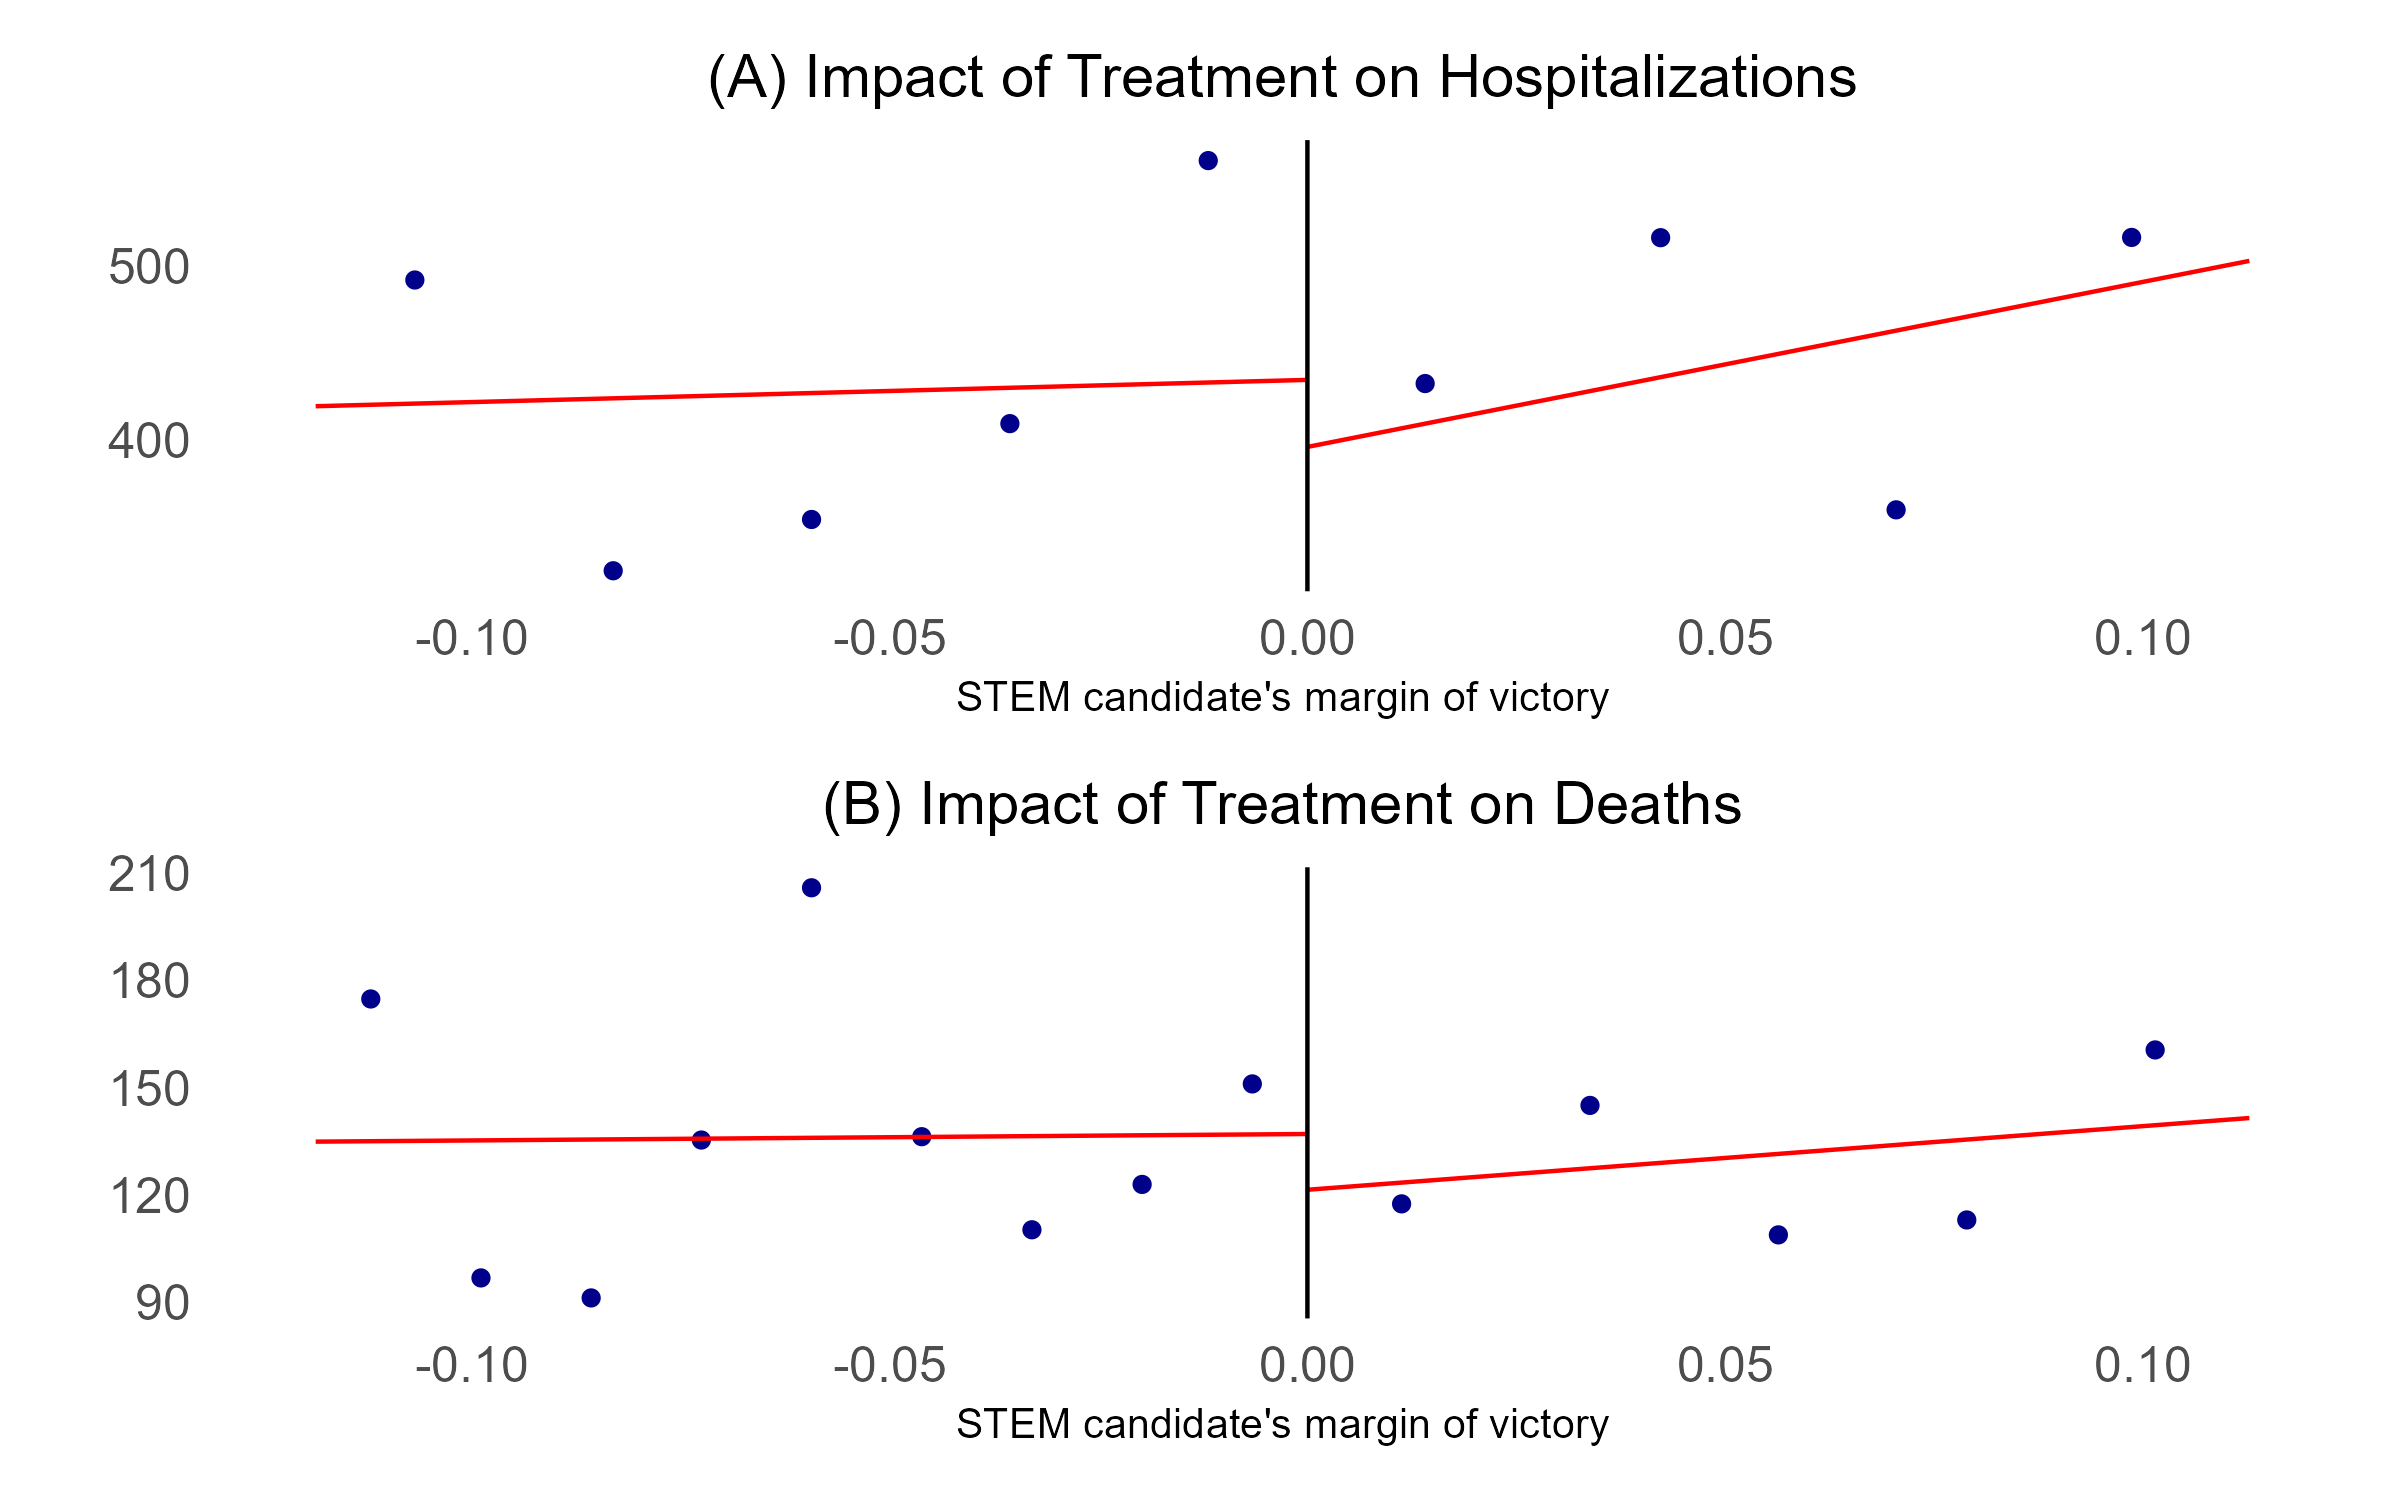 (A) Impact of Treatment on Hospitalizations
500
400
-0.10 -0.05 0.00 0.05 0.10
STEM candidate's margin of victory
(B) Impact of Treatment on Deaths
210
180
150
120
90
-0.10 -0.05 0.00 0.05 0.10
STEM candidate's margin of victory